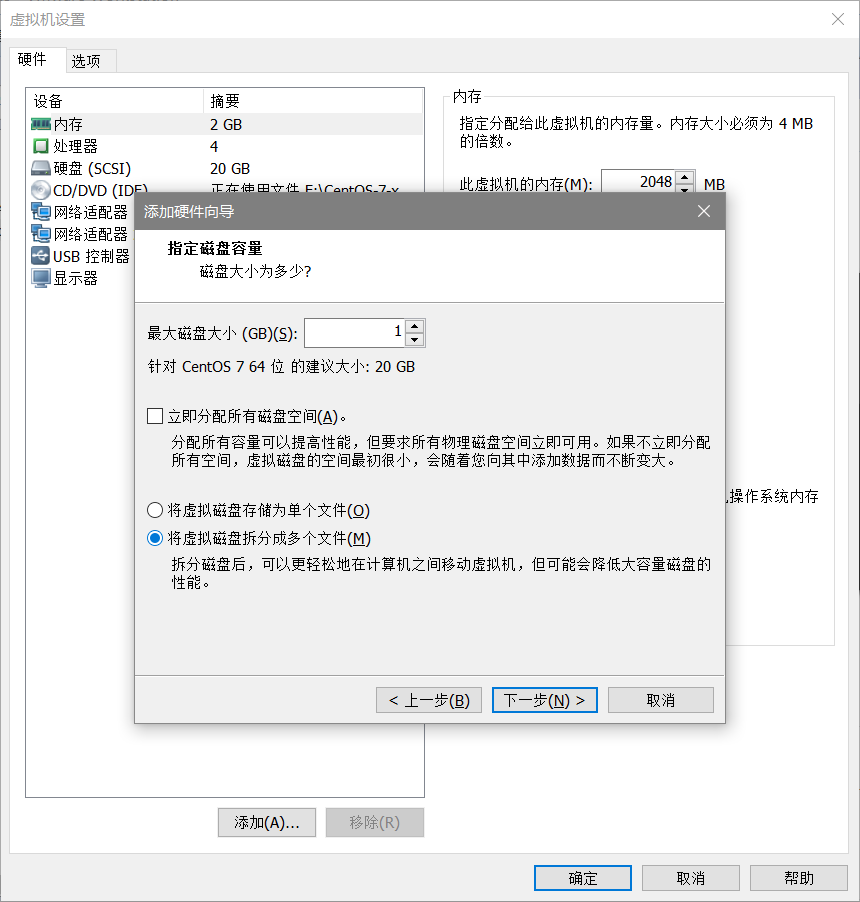 虚拟机设置
硬件 选项
设备 摘要
内存 2 GB
处理器 4
硬盘 (SCSI) 20 GB
CD/DVD (IDE) 正在使用文件 E:\CentOS-7-x
网络适配器
网络适配器
USB 控制器
显示器
内存
指定分配给此虚拟机的内存量。内存大小必须为 4 MB
的倍数。
此虚拟机的内存(M): 2048 MB
添加硬件向导
指定磁盘容量
磁盘大小为多少?
最大磁盘大小 (GB)(S): 1
针对 CentOS 7 64 位 的建议大小: 20 GB
立即分配所有磁盘空间(A)。
分配所有容量可以提高性能，但要求所有物理磁盘空间立即可用。如果不立即分配
所有空间，虚拟磁盘的空间最初很小，会随着您向其中添加数据而不断变大。
操作系统内存
将虚拟磁盘存储为单个文件(O)
将虚拟磁盘拆分成多个文件(M)
拆分磁盘后，可以更轻松地在计算机之间移动虚拟机，但可能会降低大容量磁盘的
性能。
< 上一步(B) 下一步(N) > 取消
添加(A)... 移除(R)
确定 取消 帮助